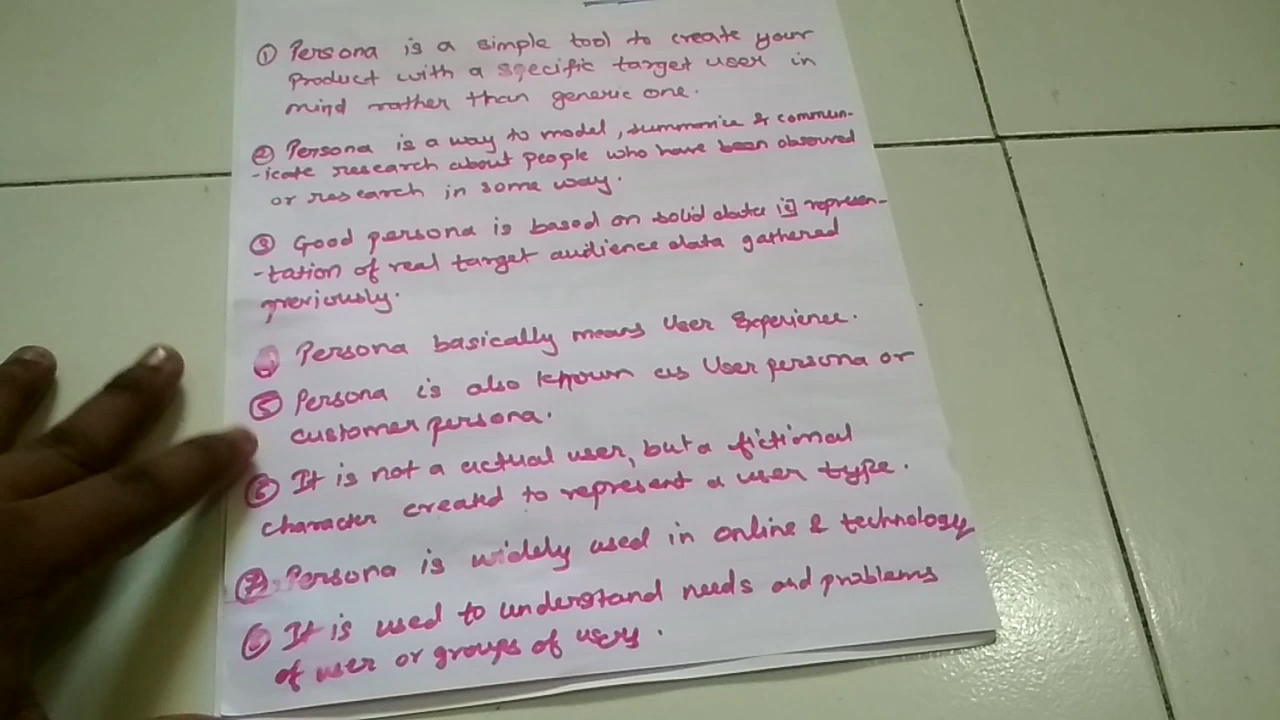 ① Persona is a simple tool to create your
Product with a specific target user in
mind rather than generic one.
② Persona is a way to model, summarice & commun-
-icate research about people who have been obsorved
or research in some way.
③ Good persona is based on solid data represen-
-tation of real target audience data gathered
previously.
④ Persona basically means User Experience.
⑤ Persona is also known as User persona or
customer persona.
⑥ It is not a actual user, but a fictional
character created to represent a user type.
⑦ Persona is widely used in online & technology
It is used to understand needs and problems
of user or groups of users.